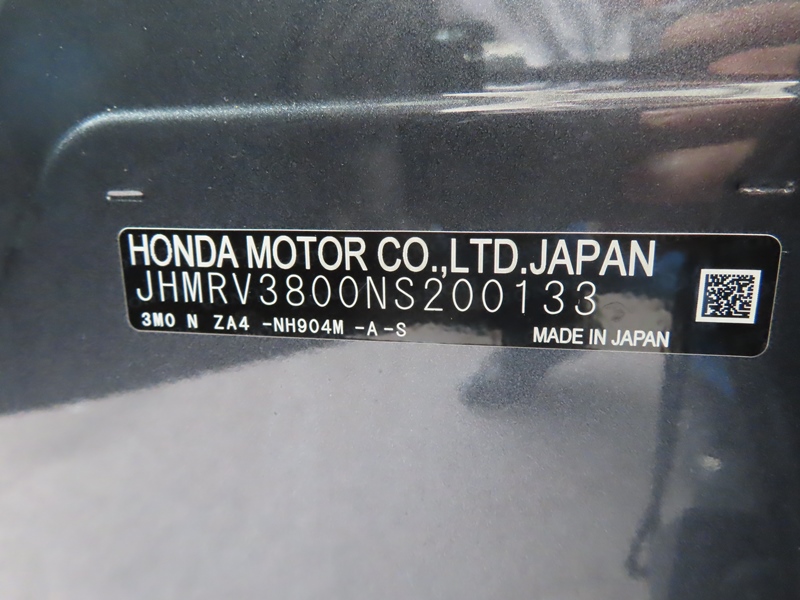 HONDA MOTOR CO.,LTD.JAPAN
JHMRV3800NS200133
3M0 N ZA4 -NH904M -A-S
MADE IN JAPAN